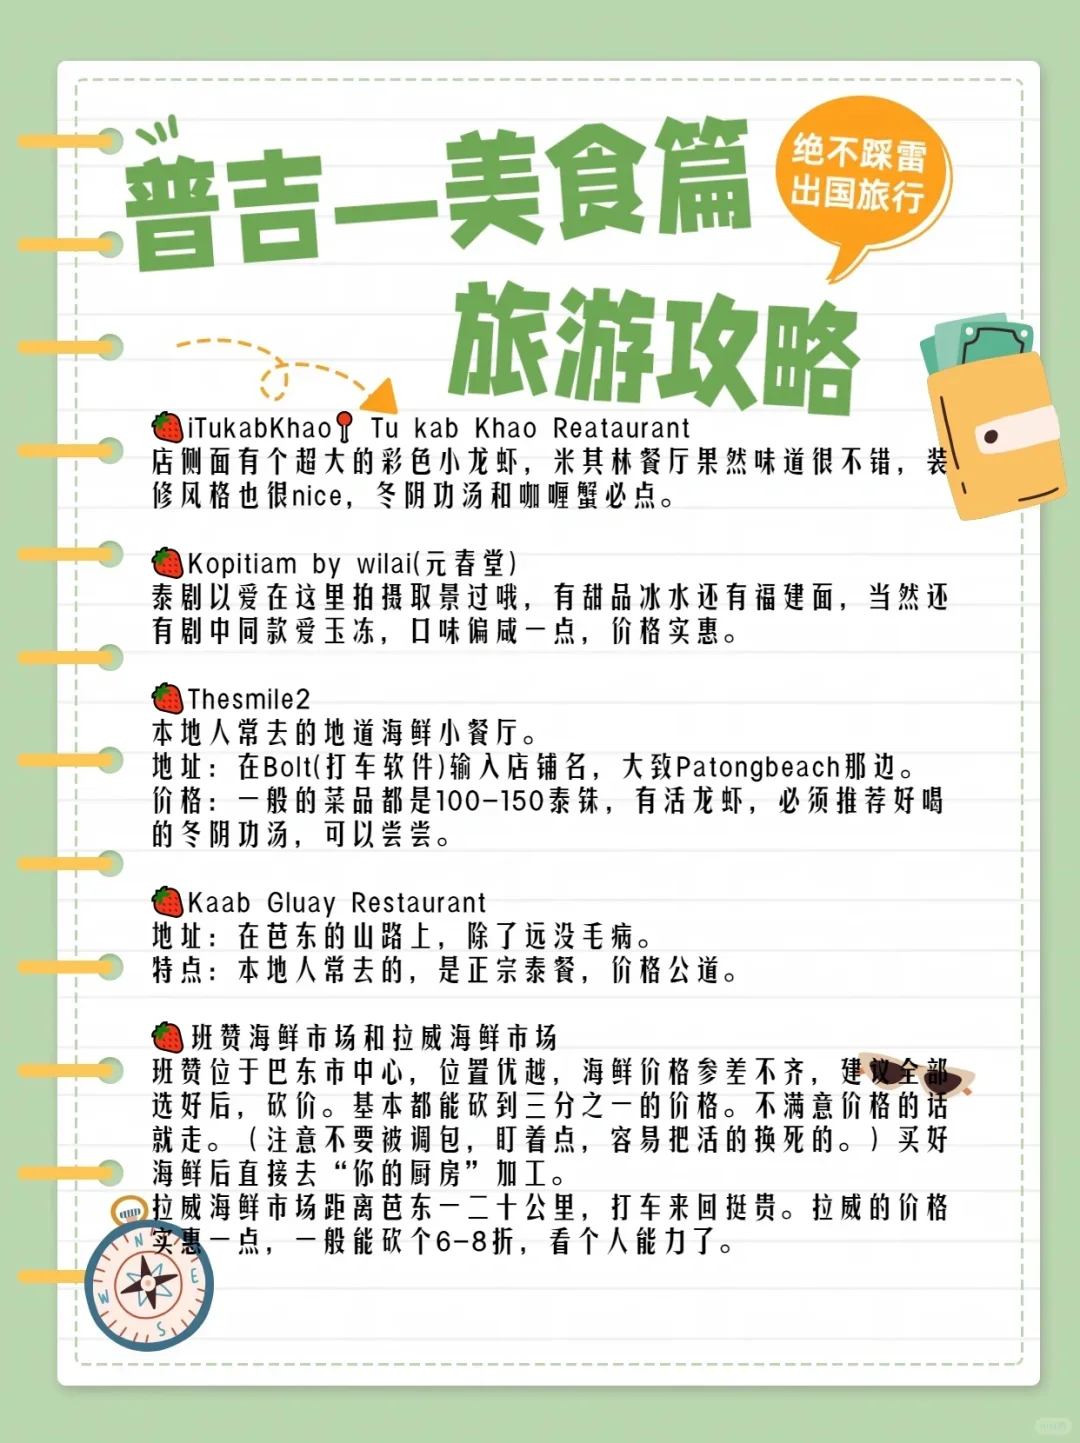 普吉—美食篇
绝不踩雷
出国旅行
旅游攻略
🍓iTukabKhao📍 Tu kab Khao Reataurant
店侧面有个超大的彩色小龙虾，米其林餐厅果然味道很不错，装
修风格也很nice，冬阴功汤和咖喱蟹必点。
🍓Kopitiam by wilai(元春堂)
泰剧以爱在这里拍摄取景过哦，有甜品冰水还有福建面，当然还
有剧中同款爱玉冻，口味偏咸一点，价格实惠。
🍓Thesmile2
本地人常去的地道海鲜小餐厅。
地址：在Bolt(打车软件)输入店铺名，大致Patongbeach那边。
价格：一般的菜品都是100-150泰铢，有活龙虾，必须推荐好喝
的冬阴功汤，可以尝尝。
🍓Kaab Gluay Restaurant
地址：在芭东的山路上，除了远没毛病。
特点：本地人常去的，是正宗泰餐，价格公道。
🍓班赞海鲜市场和拉威海鲜市场
班赞位于巴东市中心，位置优越，海鲜价格参差不齐，建议全部
选好后，砍价。基本都能砍到三分之一的价格。不满意价格的话
就走。（注意不要被调包，盯着点，容易把活的换死的。）买好
海鲜后直接去“你的厨房”加工。
拉威海鲜市场距离芭东一二十公里，打车来回挺贵。拉威的价格
实惠一点，一般能砍个6-8折，看个人能力了。
N
E
W
S